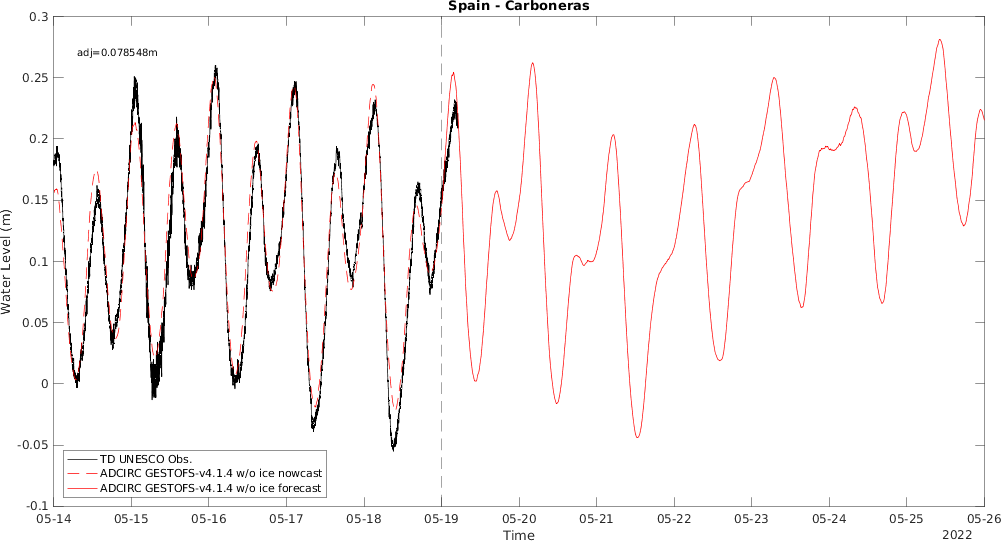 Spain - Carboneras
adj=0.078548m
0.3
0.25
0.2
0.15
0.1
0.05
0
-0.05
-0.1
Water Level (m)
TD UNESCO Obs.
ADCIRC GESTOFS-v4.1.4 w/o ice nowcast
ADCIRC GESTOFS-v4.1.4 w/o ice forecast
05-14 05-15 05-16 05-17 05-18 05-19 05-20 05-21 05-22 05-23 05-24 05-25 05-26
Time
2022